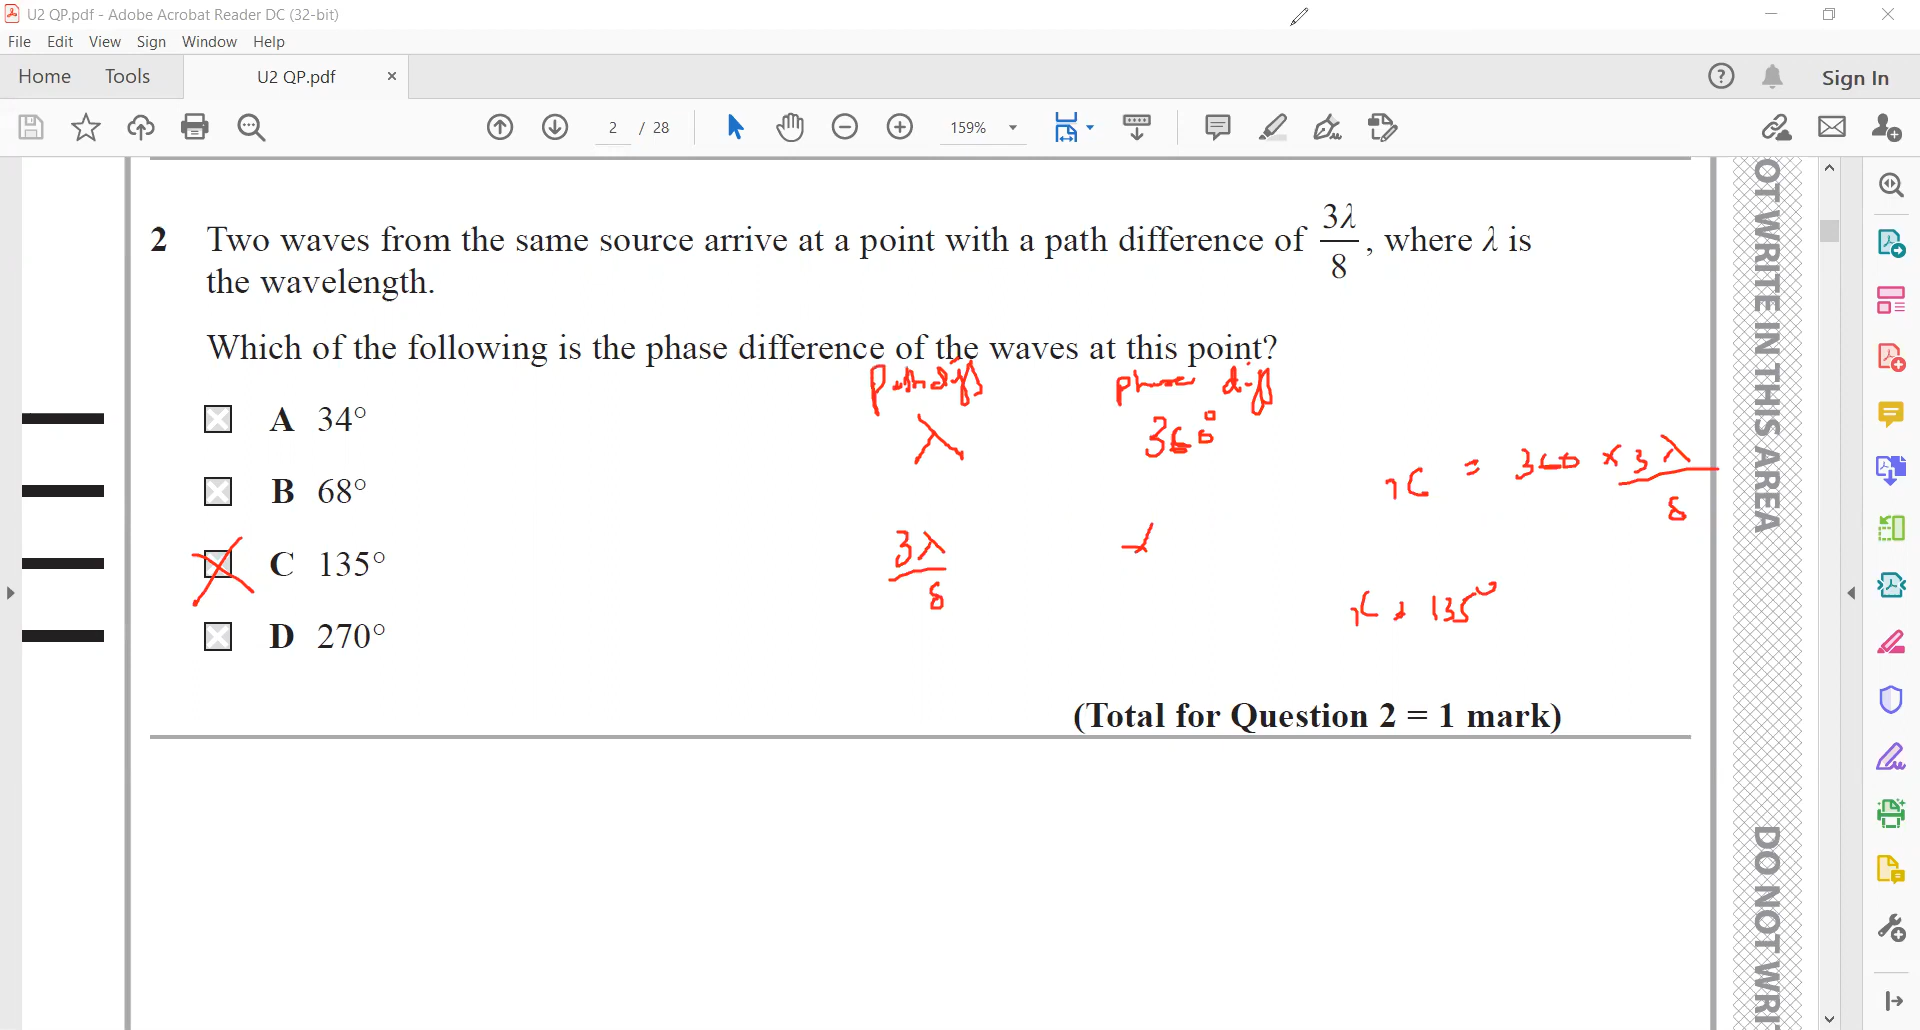 U2 QP.pdf - Adobe Acrobat Reader DC (32-bit)
File Edit View Sign Window Help
Home Tools U2 QP.pdf × Sign In
2 / 28 159%
2 Two waves from the same source arrive at a point with a path difference of 3λ/8, where λ is
the wavelength.
Which of the following is the phase difference of the waves at this point?
Path diff phase diff
A 34°
λ 360°
x = 360 × 3λ/8
B 68°
3λ/8 x
C 135°
x = 135°
D 270°
(Total for Question 2 = 1 mark)
OT WRITE IN THIS AREA
DO NOT WRI